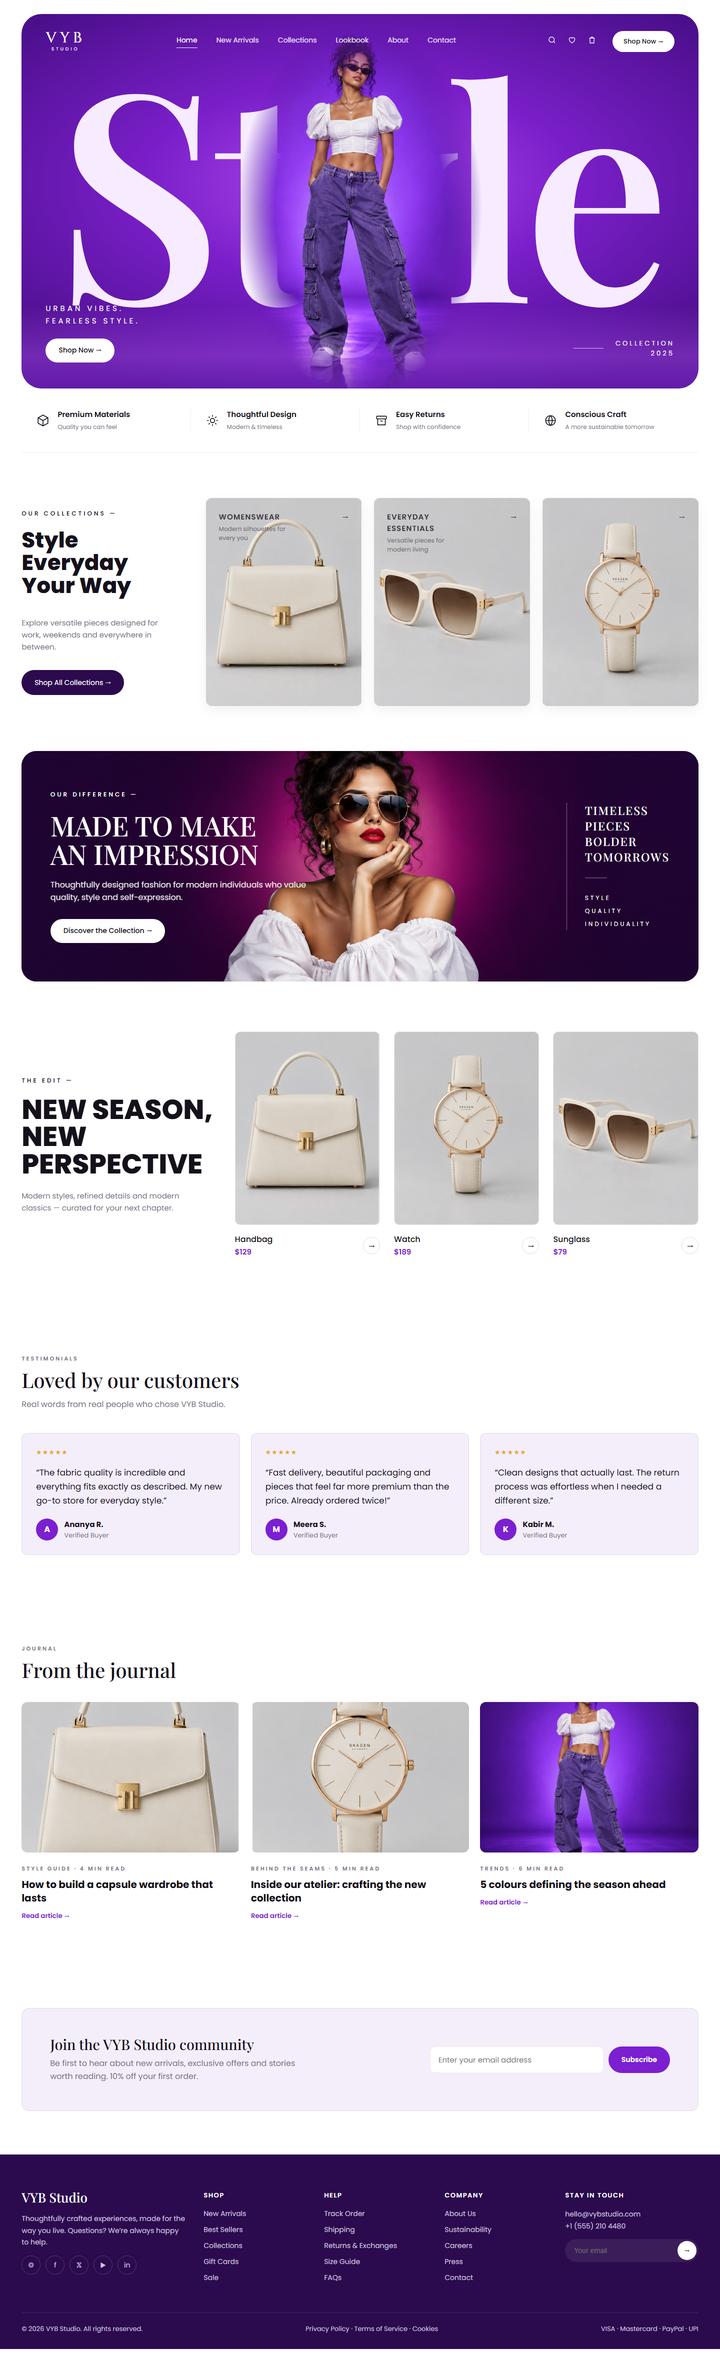 VYB
STUDIO
Home
New Arrivals
Collections
Lookbook
About
Contact
Shop Now →
Style
URBAN VIBES.
FEARLESS STYLE.
Shop Now →
COLLECTION
2025
Premium Materials
Quality you can feel
Thoughtful Design
Modern & timeless
Easy Returns
Shop with confidence
Conscious Craft
A more sustainable tomorrow
OUR COLLECTIONS —
Style
Everyday
Your Way
Explore versatile pieces designed for
work, weekends and everywhere in
between.
Shop All Collections →
WOMENSWEAR →
Modern silhouettes for
every you
EVERYDAY
ESSENTIALS →
Versatile pieces for
modern living
→
SKAGEN
OUR DIFFERENCE —
MADE TO MAKE
AN IMPRESSION
Thoughtfully designed fashion for modern individuals who value
quality, style and self-expression.
Discover the Collection →
TIMELESS
PIECES
BOLDER
TOMORROWS
STYLE
QUALITY
INDIVIDUALITY
THE EDIT —
NEW SEASON,
NEW
PERSPECTIVE
Modern styles, refined details and modern
classics — curated for your next chapter.
Handbag
$129
→
Watch
$189
→
Sunglass
$79
→
TESTIMONIALS
Loved by our customers
Real words from real people who chose VYB Studio.
★★★★★
“The fabric quality is incredible and
everything fits exactly as described. My new
go-to store for everyday style.”
A
Ananya R.
Verified Buyer
★★★★★
“Fast delivery, beautiful packaging and
pieces that feel far more premium than the
price. Already ordered twice!”
M
Meera S.
Verified Buyer
★★★★★
“Clean designs that actually last. The return
process was effortless when I needed a
different size.”
K
Kabir M.
Verified Buyer
JOURNAL
From the journal
SKAGEN
STYLE GUIDE · 4 MIN READ
How to build a capsule wardrobe that
lasts
Read article →
BEHIND THE SEAMS · 5 MIN READ
Inside our atelier: crafting the new
collection
Read article →
TRENDS · 6 MIN READ
5 colours defining the season ahead
Read article →
Join the VYB Studio community
Be first to hear about new arrivals, exclusive offers and stories
worth reading. 10% off your first order.
Enter your email address
Subscribe
VYB Studio
Thoughtfully crafted experiences, made for the
way you live. Questions? We're always happy
to help.
f
X
in
SHOP
New Arrivals
Best Sellers
Collections
Gift Cards
Sale
HELP
Track Order
Shipping
Returns & Exchanges
Size Guide
FAQs
COMPANY
About Us
Sustainability
Careers
Press
Contact
STAY IN TOUCH
hello@vybstudio.com
+1 (555) 210 4480
Your email
→
© 2026 VYB Studio. All rights reserved.
Privacy Policy · Terms of Service · Cookies
VISA · Mastercard · PayPal · UPI